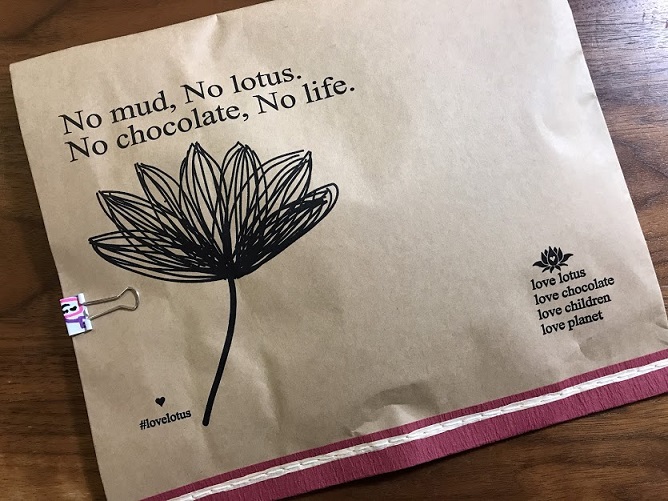 No mud, No lotus.
No chocolate, No life.
love lotus
love chocolate
love children
love planet
#lovelotus